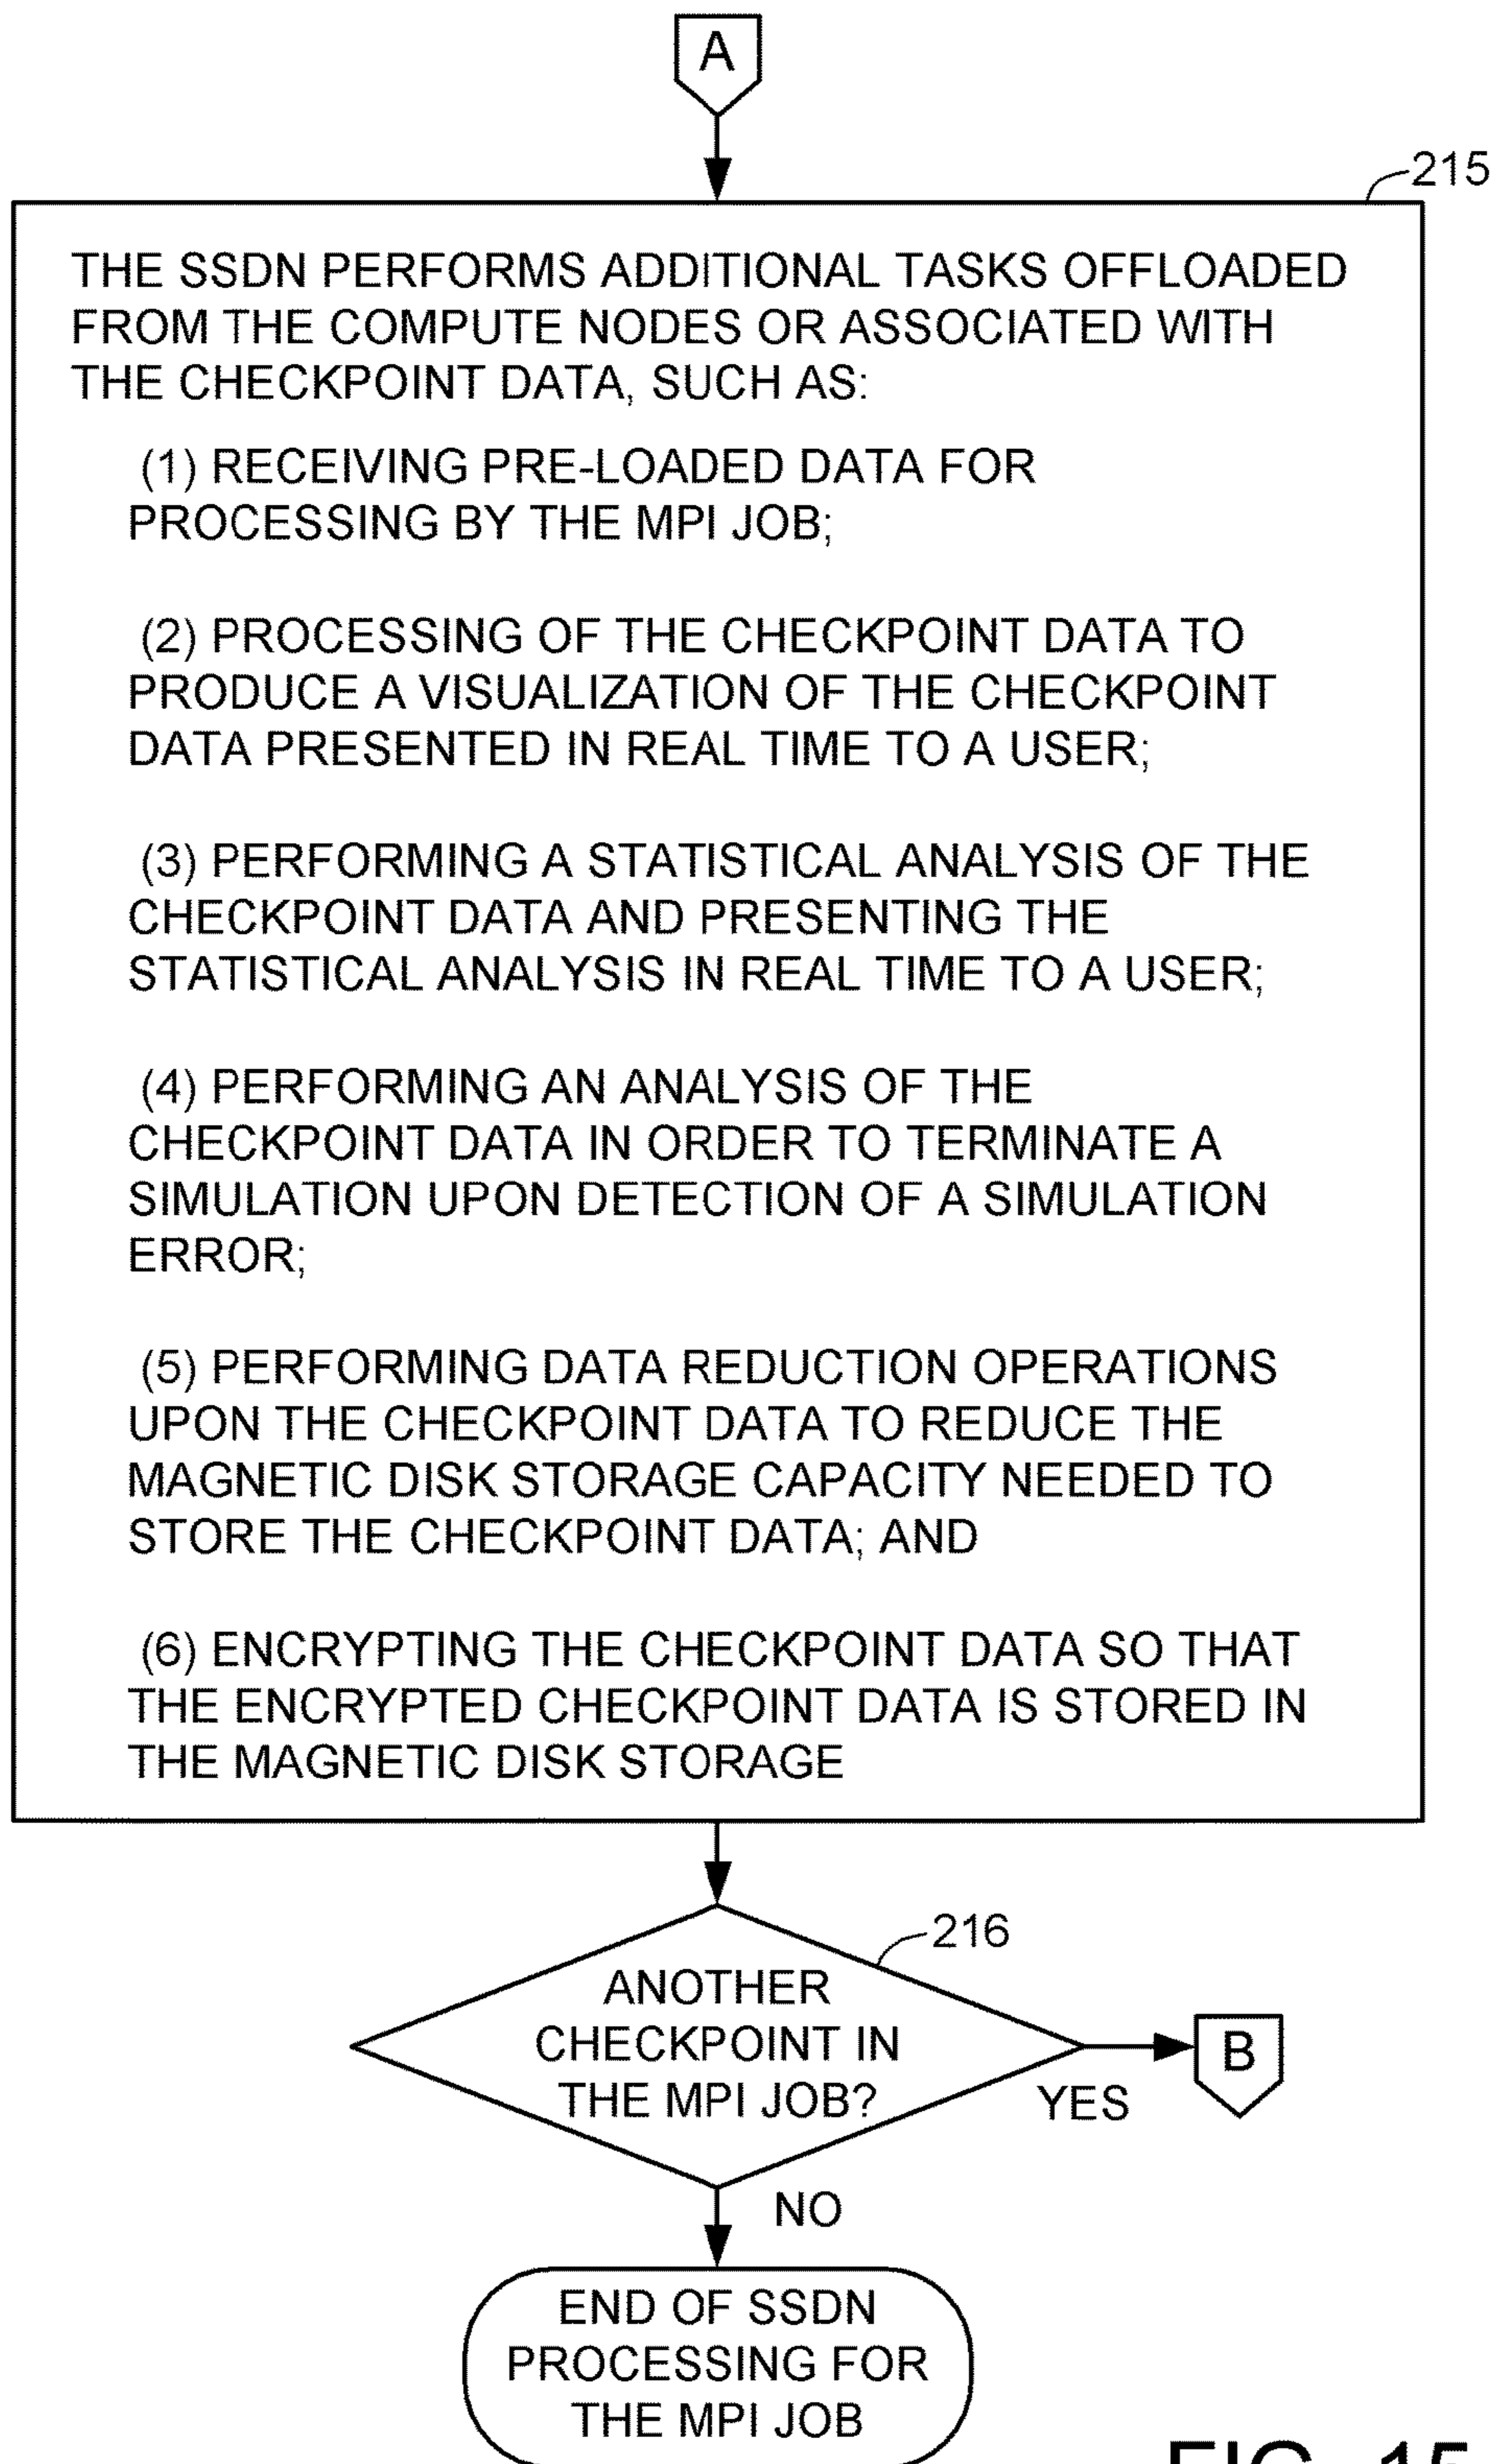 A
215
THE SSDN PERFORMS ADDITIONAL TASKS OFFLOADED
FROM THE COMPUTE NODES OR ASSOCIATED WITH
THE CHECKPOINT DATA, SUCH AS:
(1) RECEIVING PRE-LOADED DATA FOR
PROCESSING BY THE MPI JOB;
(2) PROCESSING OF THE CHECKPOINT DATA TO
PRODUCE A VISUALIZATION OF THE CHECKPOINT
DATA PRESENTED IN REAL TIME TO A USER;
(3) PERFORMING A STATISTICAL ANALYSIS OF THE
CHECKPOINT DATA AND PRESENTING THE
STATISTICAL ANALYSIS IN REAL TIME TO A USER;
(4) PERFORMING AN ANALYSIS OF THE
CHECKPOINT DATA IN ORDER TO TERMINATE A
SIMULATION UPON DETECTION OF A SIMULATION
ERROR;
(5) PERFORMING DATA REDUCTION OPERATIONS
UPON THE CHECKPOINT DATA TO REDUCE THE
MAGNETIC DISK STORAGE CAPACITY NEEDED TO
STORE THE CHECKPOINT DATA; AND
(6) ENCRYPTING THE CHECKPOINT DATA SO THAT
THE ENCRYPTED CHECKPOINT DATA IS STORED IN
THE MAGNETIC DISK STORAGE
216
ANOTHER
CHECKPOINT IN
THE MPI JOB?
B
YES
NO
END OF SSDN
PROCESSING FOR
THE MPI JOB
FIG. 15